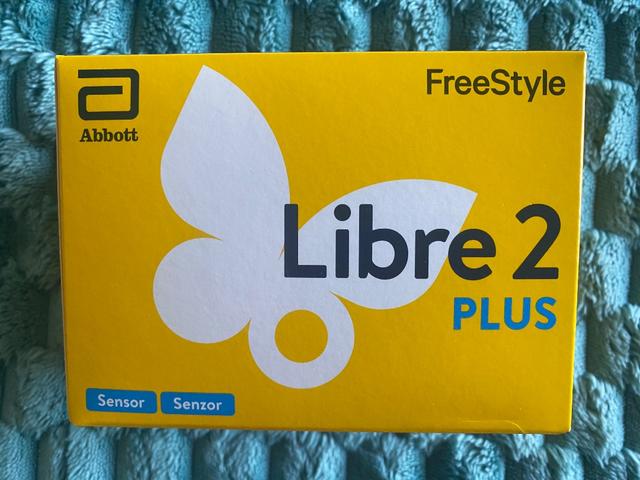 Abbott
FreeStyle
Libre 2
PLUS
Sensor Senzor